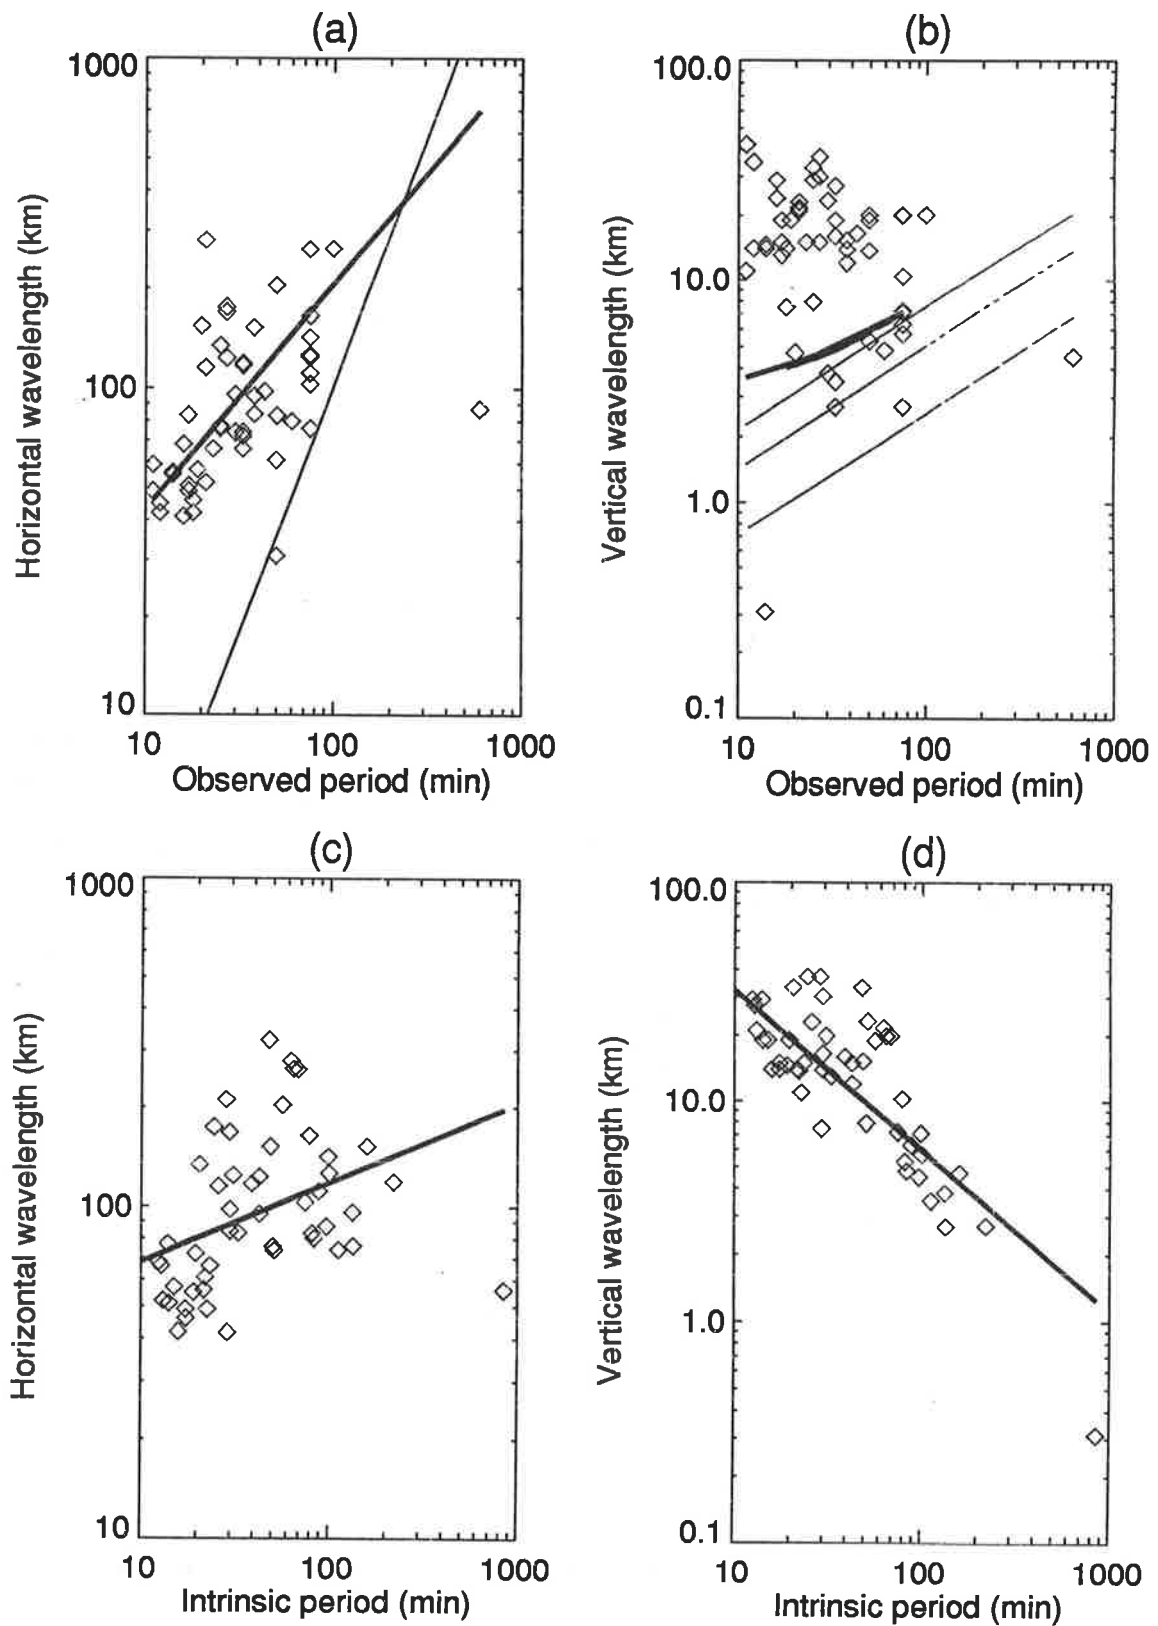 (a)
1000
100
10
10 100 1000
Horizontal wavelength (km)
Observed period (min)
(b)
100.0
10.0
1.0
0.1
10 100 1000
Vertical wavelength (km)
Observed period (min)
(c)
1000
100
10
10 100 1000
Horizontal wavelength (km)
Intrinsic period (min)
(d)
100.0
10.0
1.0
0.1
10 100 1000
Vertical wavelength (km)
Intrinsic period (min)